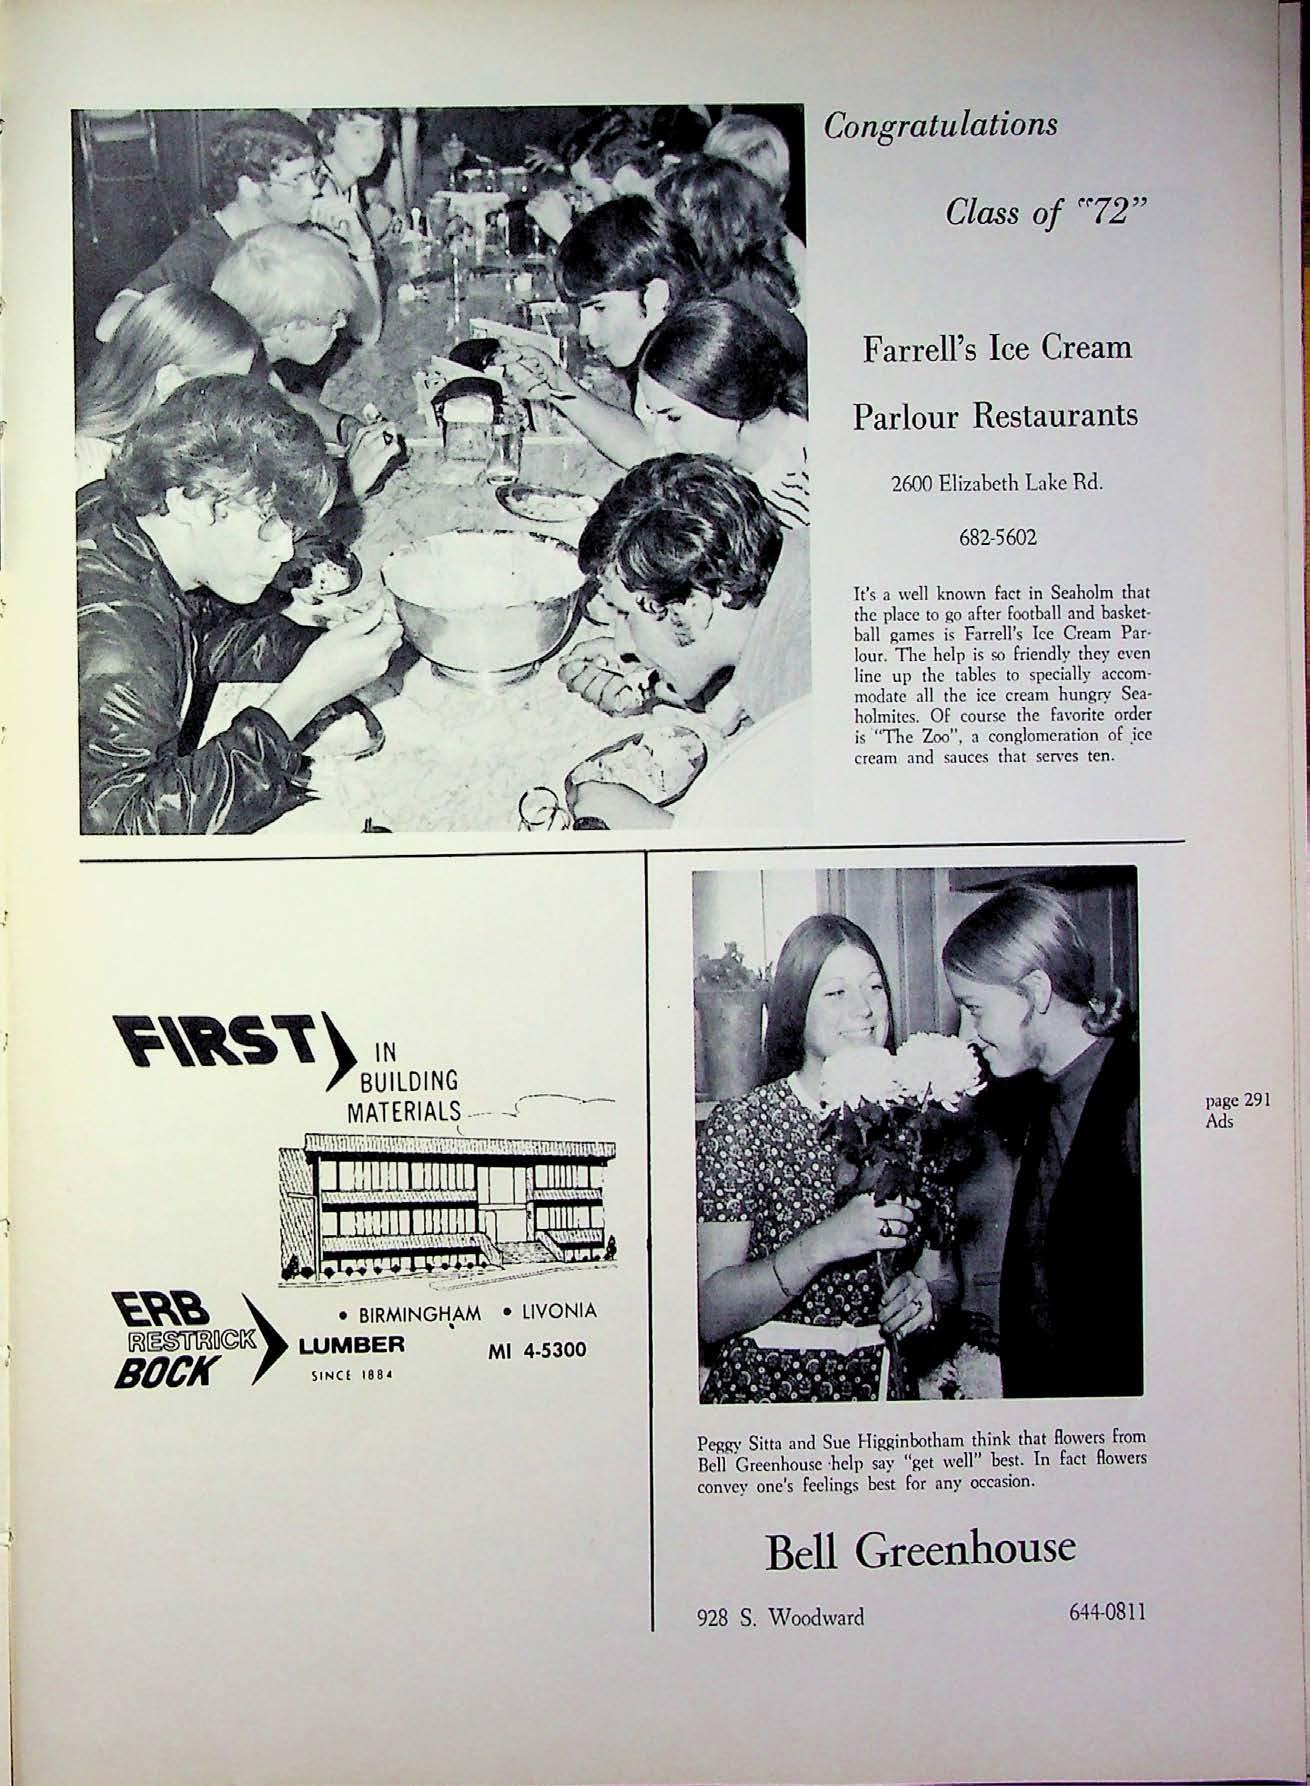 Congratulations
Class of "72"
Farrell's Ice Cream
Parlour Restaurants
2600 Elizabeth Lake Rd.
682-5602
It's a well known fact in Seaholm that
the place to go after football and basket-
ball games is Farrell's Ice Cream Par-
lour. The help is so friendly they even
line up the tables to specially accom-
modate all the ice cream hungry Sea-
holmites. Of course the favorite order
is "The Zoo", a conglomeration of ice
cream and sauces that serves ten.
FIRST
IN
BUILDING
MATERIALS
ERB
RESTRICK
BOCK
LUMBER
SINCE 1884
• BIRMINGHAM • LIVONIA
MI 4-5300
Peggy Sitta and Sue Higginbotham think that flowers from
Bell Greenhouse help say "get well" best. In fact flowers
convey one's feelings best for any occasion.
Bell Greenhouse
928 S. Woodward 644-0811
page 291
Ads